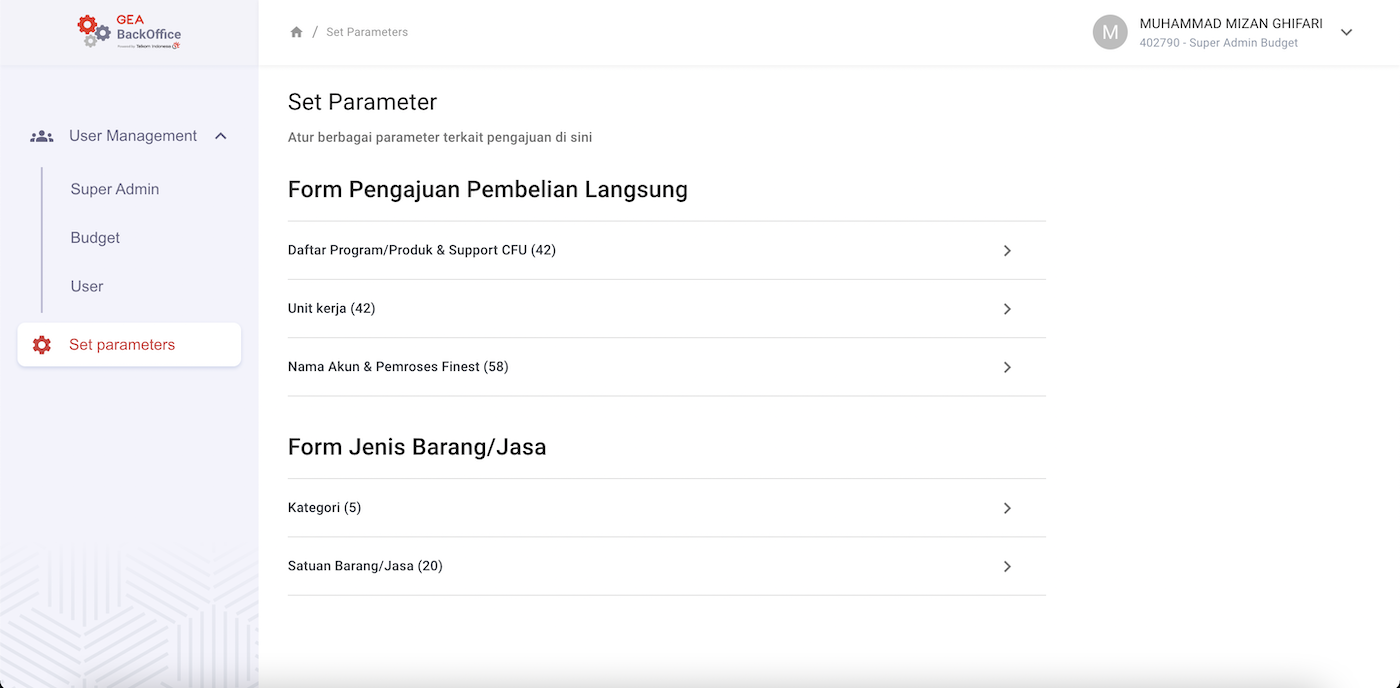 GEA
BackOffice
Powered by Telkom Indonesia
/ Set Parameters
M
MUHAMMAD MIZAN GHIFARI
402790 - Super Admin Budget
User Management
Super Admin
Budget
User
Set parameters
Set Parameter
Atur berbagai parameter terkait pengajuan di sini
Form Pengajuan Pembelian Langsung
Daftar Program/Produk & Support CFU (42)
Unit kerja (42)
Nama Akun & Pemroses Finest (58)
Form Jenis Barang/Jasa
Kategori (5)
Satuan Barang/Jasa (20)